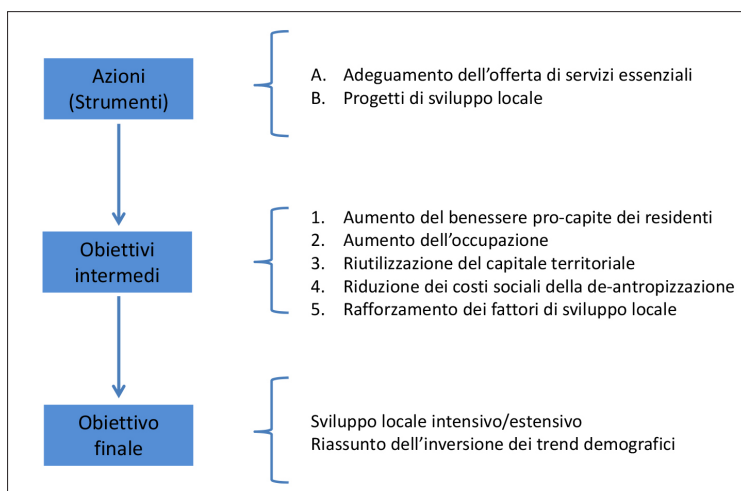 Azioni
(Strumenti)
A. Adeguamento dell'offerta di servizi essenziali
B. Progetti di sviluppo locale
Obiettivi
intermedi
1. Aumento del benessere pro-capite dei residenti
2. Aumento dell'occupazione
3. Riutilizzazione del capitale territoriale
4. Riduzione dei costi sociali della de-antropizzazione
5. Rafforzamento dei fattori di sviluppo locale
Obiettivo
finale
Sviluppo locale intensivo/estensivo
Riassunto dell'inversione dei trend demografici